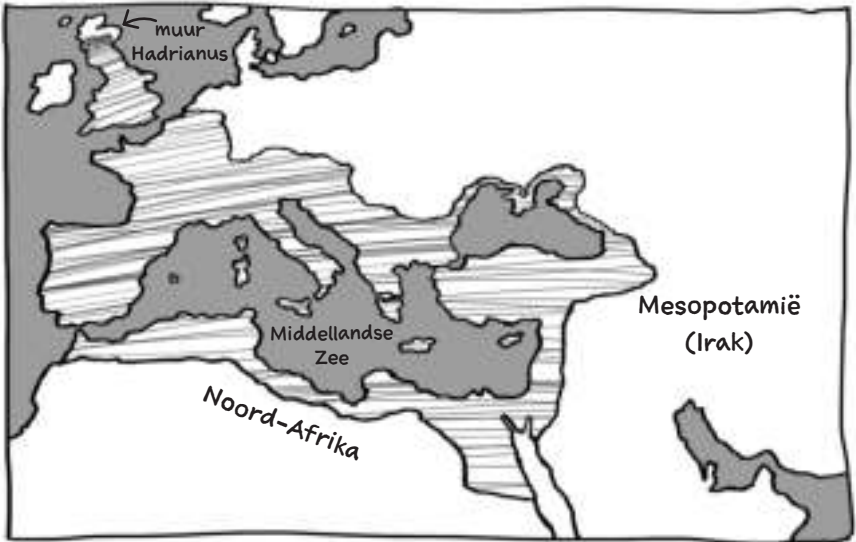 muur
Hadrianus
Mesopotamië
(Irak)
Middellandse
Zee
Noord-Afrika